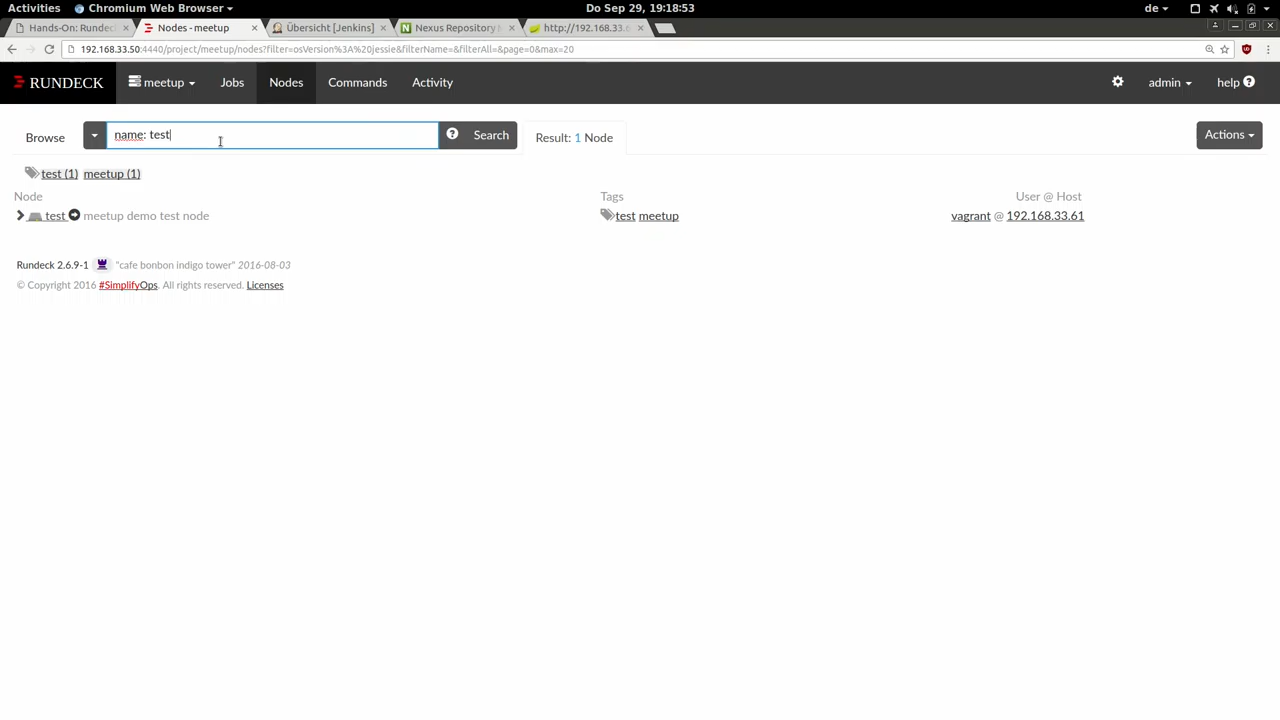 Activities Chromium Web Browser Do Sep 29, 19:18:53 de
Hands-On: Rundec Nodes - meetup Übersicht [Jenkins] Nexus Repository http://192.168.33.6
192.168.33.50:4440/project/meetup/nodes?filter=osVersion%3A%20jessie&filterName=&filterAll=&page=0&max=20
RUNDECK meetup Jobs Nodes Commands Activity admin help
Browse name: test Search Result: 1 Node Actions
test (1) meetup (1)
Node Tags User @ Host
test meetup demo test node test meetup vagrant @ 192.168.33.61
Rundeck 2.6.9-1 "cafe bonbon indigo tower" 2016-08-03
© Copyright 2016 #SimplifyOps. All rights reserved. Licenses